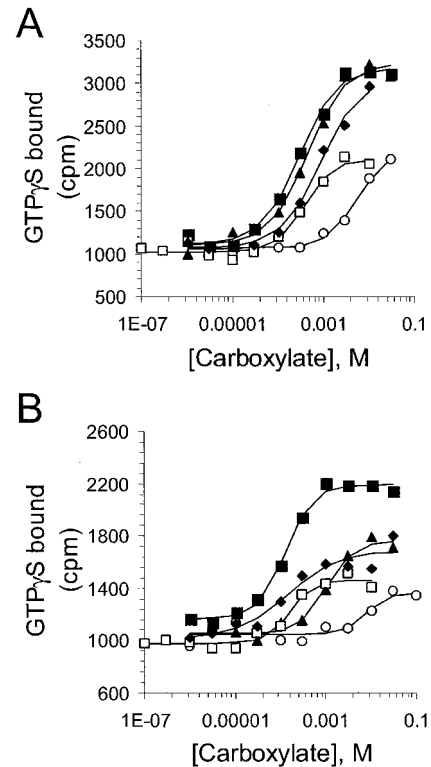 A
3500
3000
2500
2000
1500
1000
500
GTPγS bound
(cpm)
1E-07 0.00001 0.001 0.1
[Carboxylate], M
B
2600
2200
1800
1400
1000
600
GTPγS bound
(cpm)
1E-07 0.00001 0.001 0.1
[Carboxylate], M